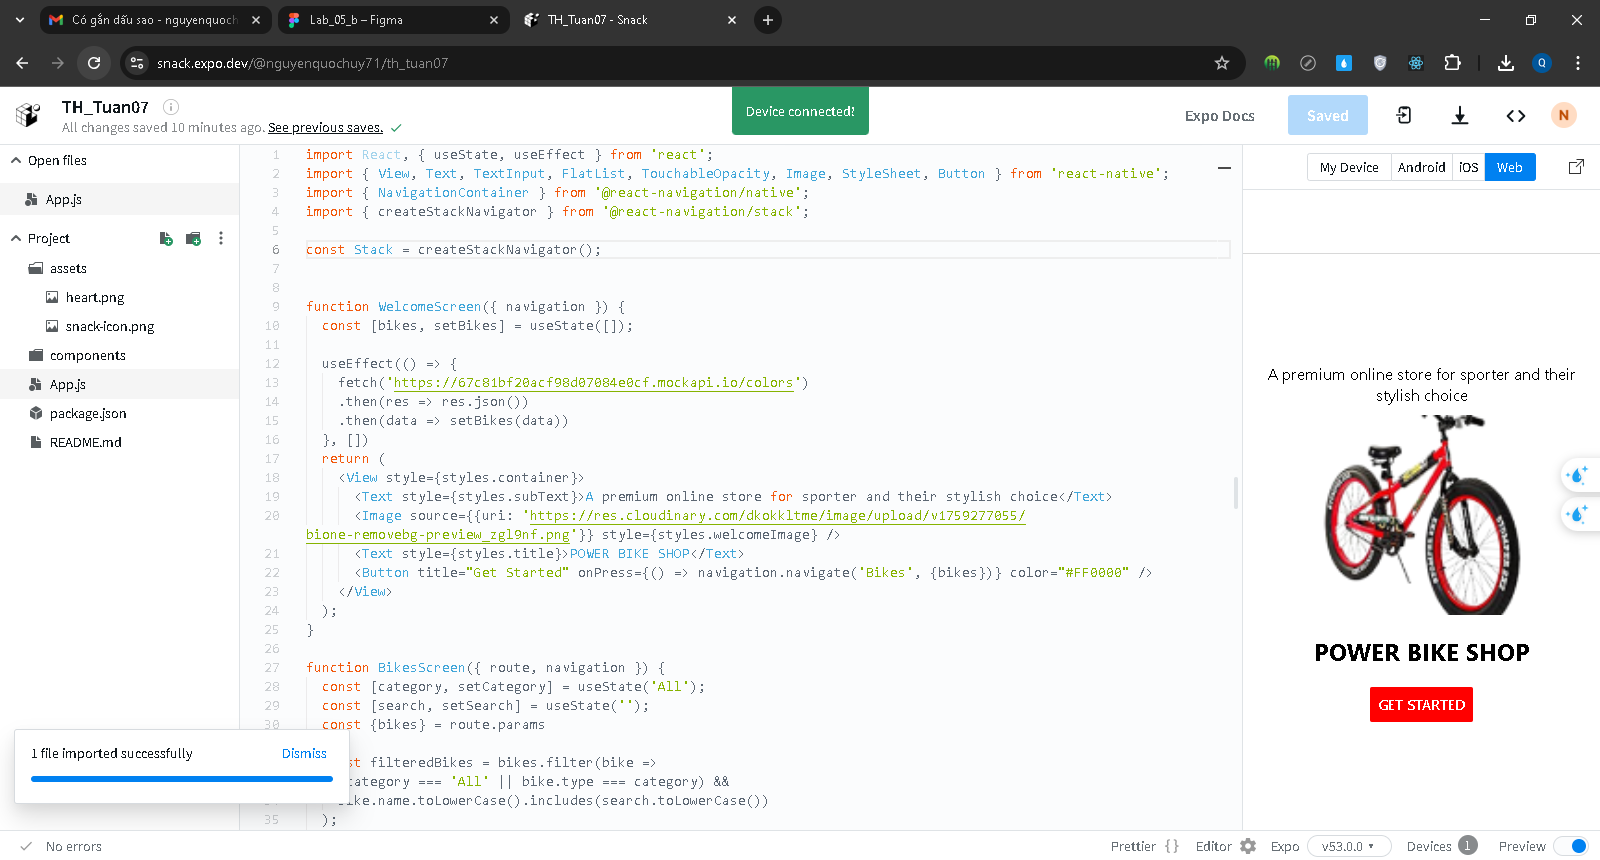 Có gắn dấu sao - nguyenquoch
Lab_05_b – Figma
TH_Tuan07 - Snack
snack.expo.dev/@nguyenquochuy71/th_tuan07
Q
TH_Tuan07
All changes saved 10 minutes ago. See previous saves.
Device connected!
Expo Docs
Saved
N
Open files
App.js
Project
assets
heart.png
snack-icon.png
components
App.js
package.json
README.md
1 import React, { useState, useEffect } from 'react';
2 import { View, Text, TextInput, FlatList, TouchableOpacity, Image, StyleSheet, Button } from 'react-native';
3 import { NavigationContainer } from '@react-navigation/native';
4 import { createStackNavigator } from '@react-navigation/stack';
5
6 const Stack = createStackNavigator();
7
8
9 function WelcomeScreen({ navigation }) {
10 const [bikes, setBikes] = useState([]);
11
12 useEffect(() => {
13 fetch('https://67c81bf20acf98d07084e0cf.mockapi.io/colors')
14 .then(res => res.json())
15 .then(data => setBikes(data))
16 }, [])
17 return (
18 <View style={styles.container}>
19 <Text style={styles.subText}>A premium online store for sporter and their stylish choice</Text>
20 <Image source={{uri: 'https://res.cloudinary.com/dkokkltme/image/upload/v1759277055/
bione-removebg-preview_zgl9nf.png'}} style={styles.welcomeImage} />
21 <Text style={styles.title}>POWER BIKE SHOP</Text>
22 <Button title="Get Started" onPress={() => navigation.navigate('Bikes', {bikes})} color="#FF0000" />
23 </View>
24 );
25 }
26
27 function BikesScreen({ route, navigation }) {
28 const [category, setCategory] = useState('All');
29 const [search, setSearch] = useState('');
30 const {bikes} = route.params
st filteredBikes = bikes.filter(bike =>
category === 'All' || bike.type === category) &&
ike.name.toLowerCase().includes(search.toLowerCase())
35 );
1 file imported successfully
Dismiss
My Device
Android
iOS
Web
A premium online store for sporter and their
stylish choice
POWER BIKE SHOP
GET STARTED
No errors
Prettier { }
Editor
Expo
v53.0.0
Devices 1
Preview